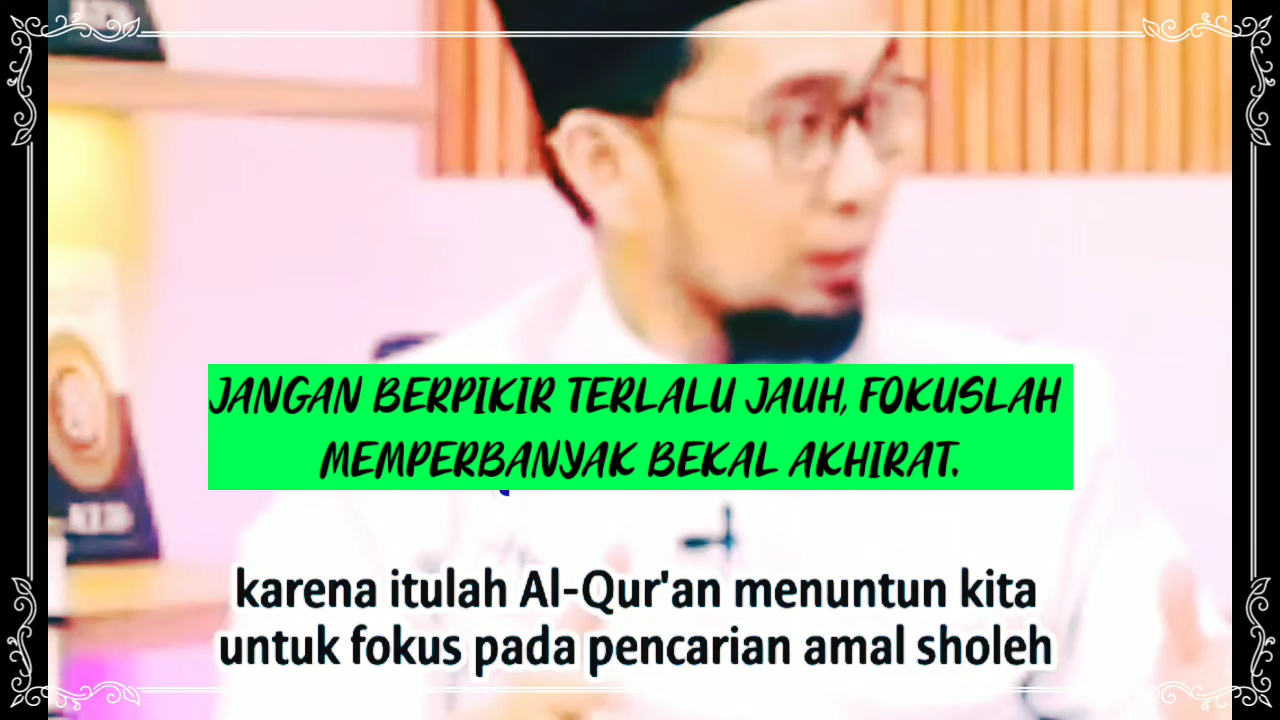 JANGAN BERPIKIR TERLALU JAUH, FOKUSLAH
MEMPERBANYAK BEKAL AKHIRAT.
karena itulah Al-Qur'an menuntun kita
untuk fokus pada pencarian amal sholeh